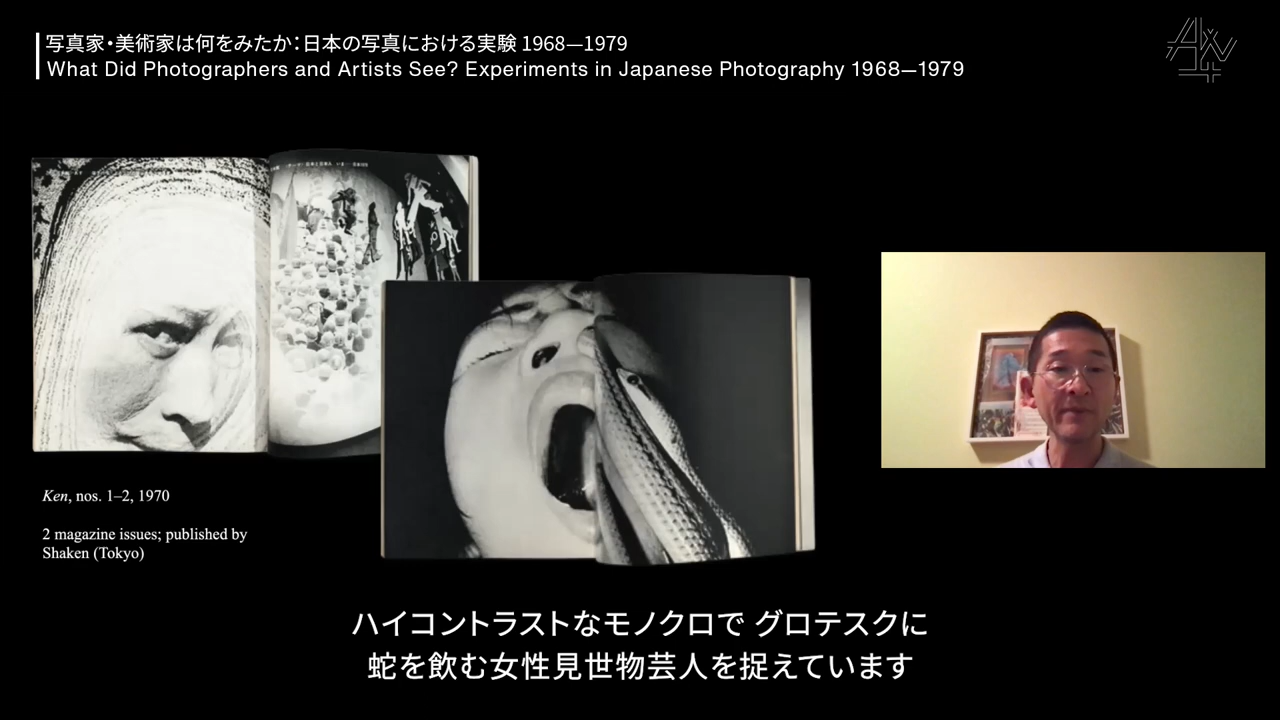 写真家・美術家は何をみたか：日本の写真における実験 1968—1979
What Did Photographers and Artists See? Experiments in Japanese Photography 1968—1979
Ken, nos. 1–2, 1970
2 magazine issues; published by
Shaken (Tokyo)
ハイコントラストなモノクロで グロテスクに
蛇を飲む女性見世物芸人を捉えています